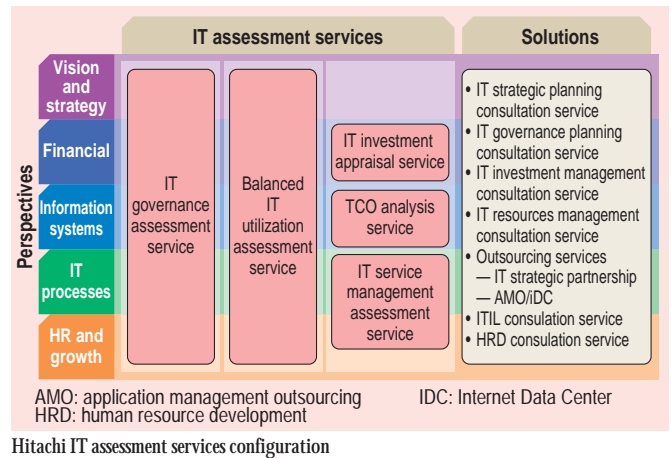 IT assessment services
Solutions
Perspectives
Vision
and
strategy
Financial
Information
systems
IT
processes
HR and
growth
IT
governance
assessment
service
Balanced
IT
utilization
assessment
service
IT investment
appraisal service
TCO analysis
service
IT service
management
assessment
service
• IT strategic planning
consultation service
• IT governance planning
consultation service
• IT investment management
consultation service
• IT resources management
consultation service
• Outsourcing services
— IT strategic partnership
— AMO/iDC
• ITIL consulation service
• HRD consulation service
AMO: application management outsourcing
IDC: Internet Data Center
HRD: human resource development
Hitachi IT assessment services configuration